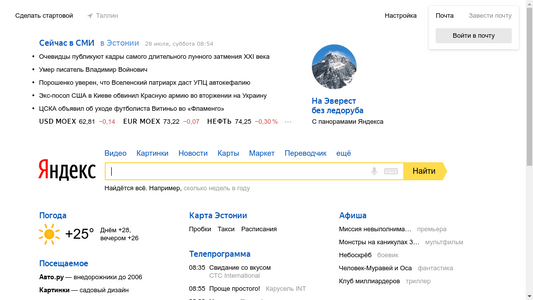 Сделать стартовой
Таллин
Настройка
Почта
Завести почту
Войти в почту
Сейчас в СМИ в Эстонии 28 июля, суббота 08:54
Очевидцы публикуют кадры самого длительного лунного затмения XXI века
Умер писатель Владимир Войнович
Порошенко уверен, что Вселенский патриарх даст УПЦ автокефалию
Экс-посол США в Киеве обвинил Красную армию во вторжении на Украину
ЦСКА объявил об уходе футболиста Витиньо во «Фламенго»
USD MOEX 62,81 −0,14 EUR MOEX 73,22 −0,07 НЕФТЬ 74,25 −0,30% ···
На Эверест
без ледоруба
С панорамами Яндекса
Видео Картинки Новости Карты Маркет Переводчик ещё
Яндекс
Найти
Найдётся всё. Например, сколько недель в году
Погода
+25°
Днём +28,
вечером +26
Посещаемое
Авто.ру — внедорожники до 2006
Картинки — садовый дизайн
Карта Эстонии
Пробки Такси Расписания
Телепрограмма
08:35 Свидание со вкусом
CTC International
08:55 Проще простого! Карусель INT
Афиша
Миссия невыполнима... премьера
Монстры на каникулах 3... мультфильм
Небоскрёб боевик
Человек-Муравей и Оса фантастика
Клуб миллиардеров триллер